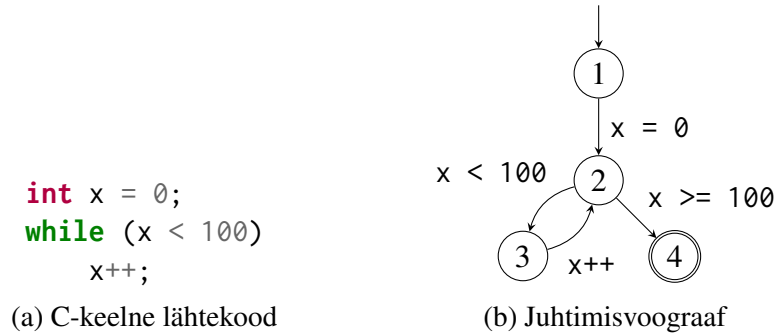 int x = 0;
while (x < 100)
x++;
(a) C-keelne lähtekood
1
x = 0
x < 100
2
x >= 100
3
x++
4
(b) Juhtimisvoograaf